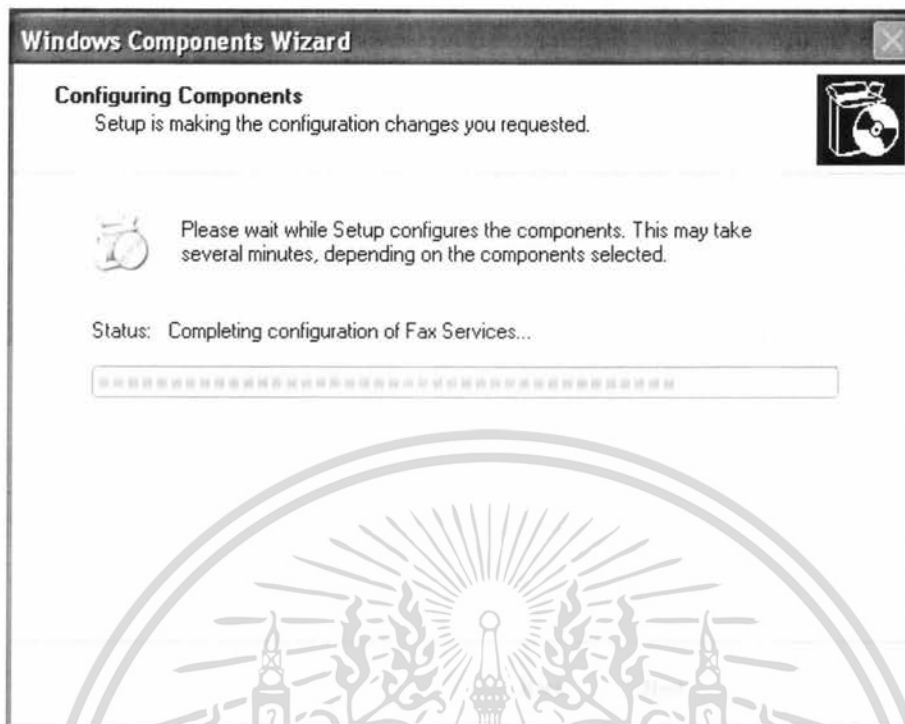 Windows Components Wizard
Configuring Components
Setup is making the configuration changes you requested.
Please wait while Setup configures the components. This may take
several minutes, depending on the components selected.
Status: Completing configuration of Fax Services...